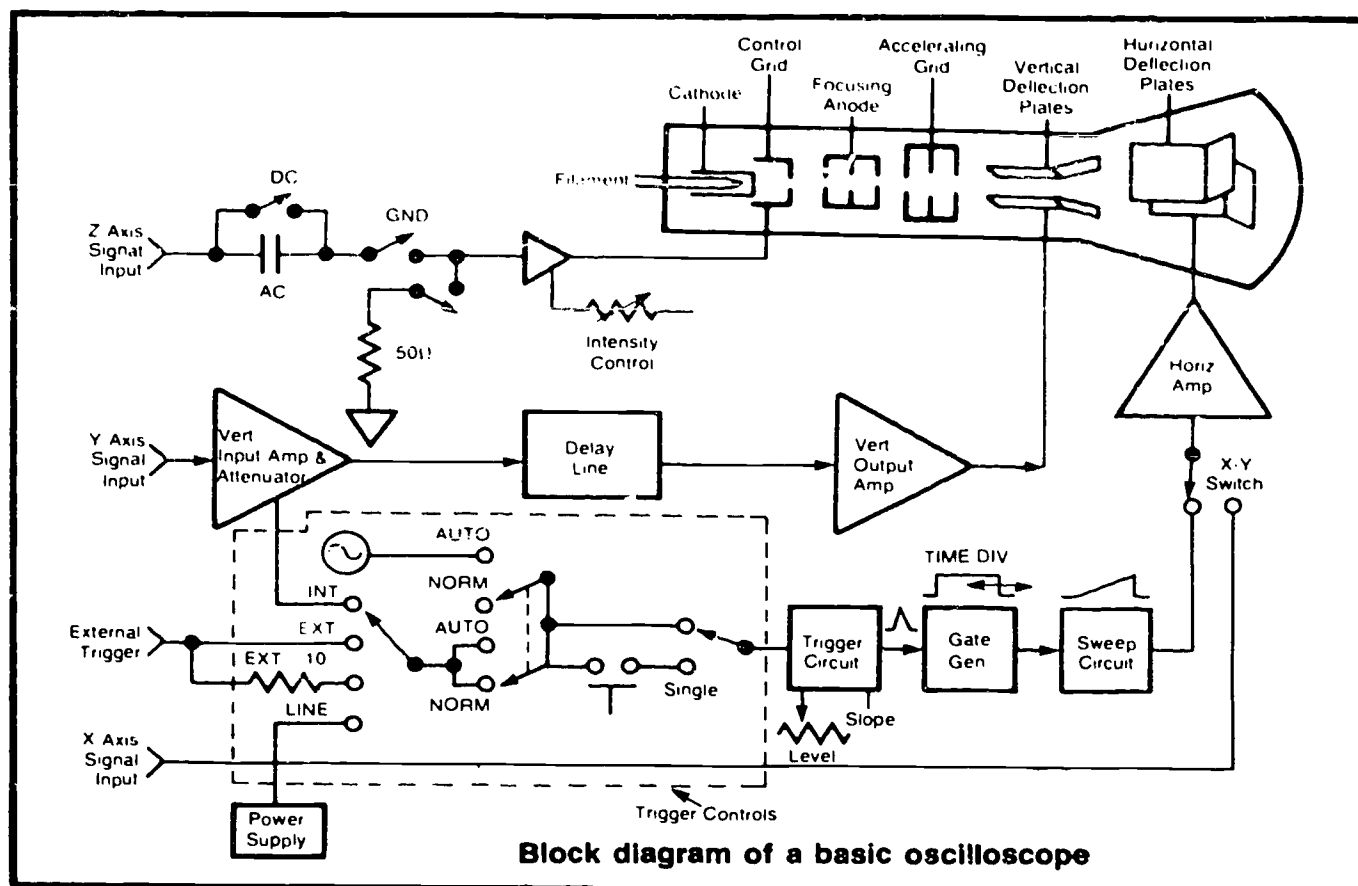 Control
Grid
Accelerating
Grid
Hurizontal
Deflection
Plates
Cathode
Focusing
Anode
Vertical
Deflection
Plates
Filament
DC
GND
Z Axis
Signal
Input
AC
50Ω
Intensity
Control
Horiz
Amp
Y Axis
Signal
Input
Vert
Input Amp &
Attenuator
Delay
Line
Vert
Output
Amp
X-Y
Switch
AUTO
NORM
INT
TIME DIV
External
Trigger
EXT
AUTO
EXT 10
NORM
Single
LINE
Trigger
Circuit
Gate
Gen
Sweep
Circuit
Slope
Level
X Axis
Signal
Input
Trigger Controls
Power
Supply
Block diagram of a basic oscilloscope